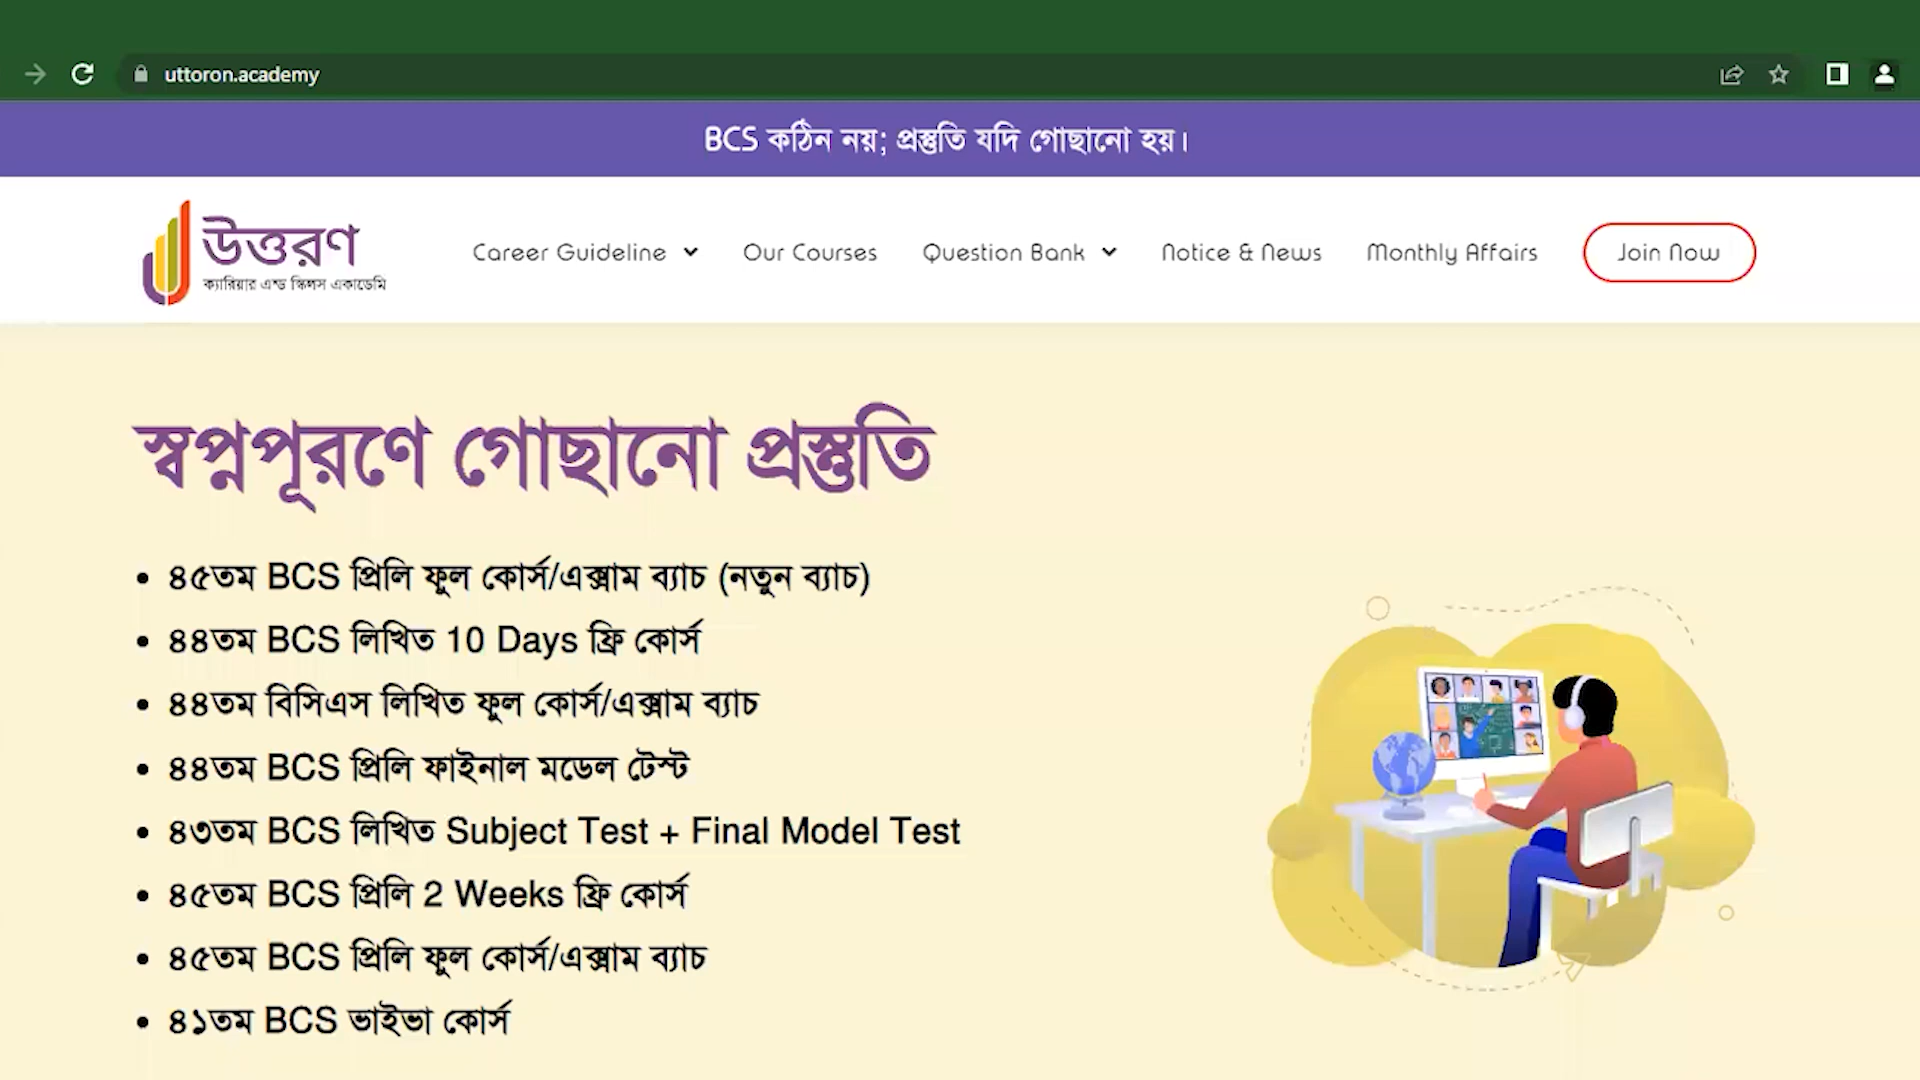 uttoron.academy
BCS কঠিন নয়; প্রস্তুতি যদি গোছানো হয়।
উত্তরণ
ক্যারিয়ার এন্ড স্কিলস একাডেমি
Career Guideline Our Courses Question Bank Notice & News Monthly Affairs Join Now
স্বপ্নপূরণে গোছানো প্রস্তুতি
• ৪৫তম BCS প্রিলি ফুল কোর্স/এক্সাম ব্যাচ (নতুন ব্যাচ)
• ৪৪তম BCS লিখিত 10 Days ফ্রি কোর্স
• ৪৪তম বিসিএস লিখিত ফুল কোর্স/এক্সাম ব্যাচ
• ৪৪তম BCS প্রিলি ফাইনাল মডেল টেস্ট
• ৪৩তম BCS লিখিত Subject Test + Final Model Test
• ৪৫তম BCS প্রিলি 2 Weeks ফ্রি কোর্স
• ৪৫তম BCS প্রিলি ফুল কোর্স/এক্সাম ব্যাচ
• ৪১তম BCS ভাইভা কোর্স